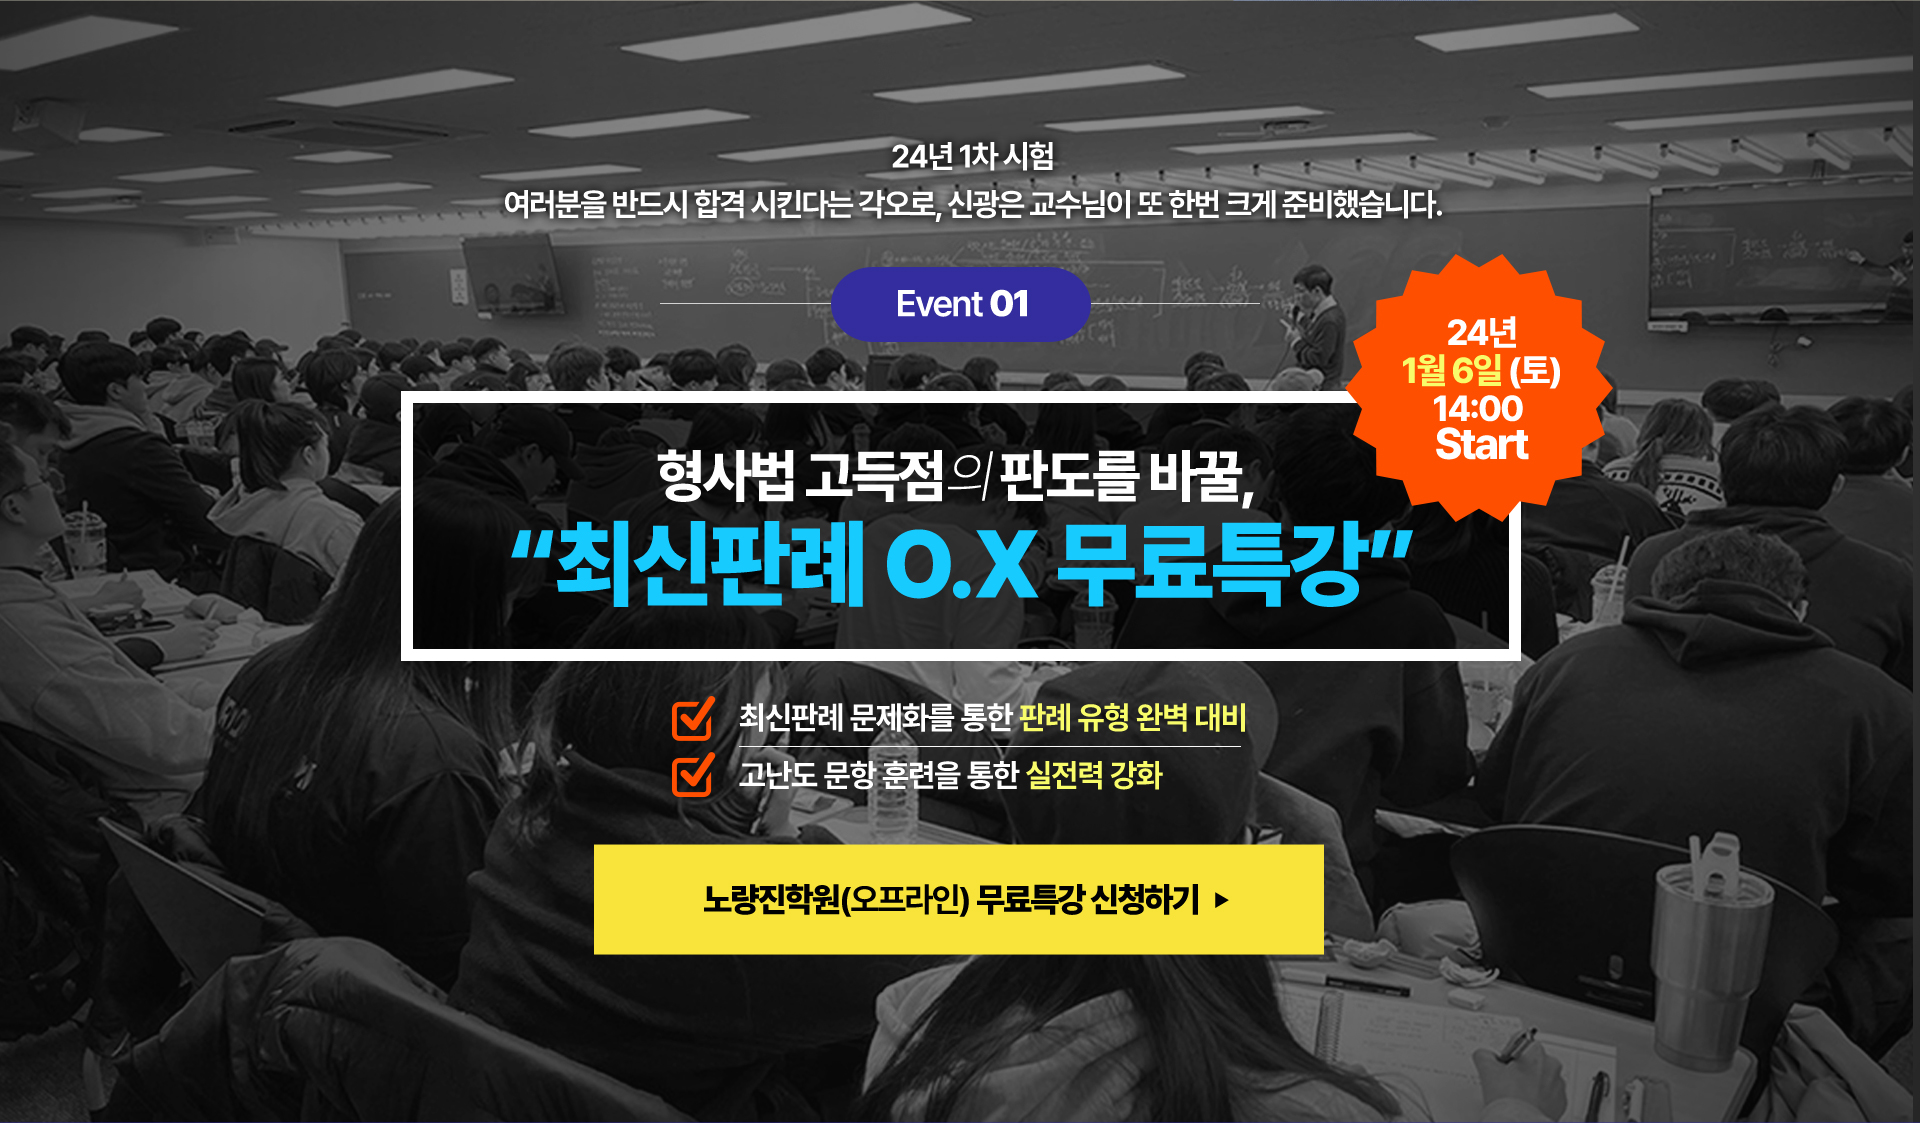 24년 1차 시험
여러분을 반드시 합격 시킨다는 각오로, 신광은 교수님이 또 한번 크게 준비했습니다.
Event 01
24년
1월 6일 (토)
14:00
Start
형사법 고득점의 판도를 바꿀,
“최신판례 O.X 무료특강”
최신판례 문제화를 통한 판례 유형 완벽 대비
고난도 문항 훈련을 통한 실전력 강화
노량진학원(오프라인) 무료특강 신청하기 ▶